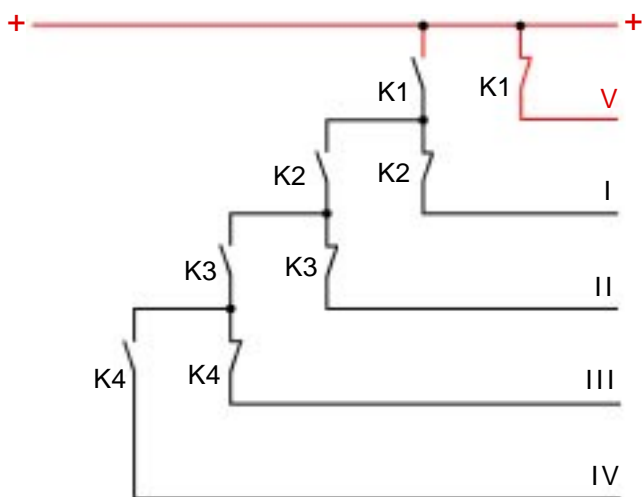 + +
K1 K1 V
K2 K2 I
K3 K3 II
K4 K4 III
IV